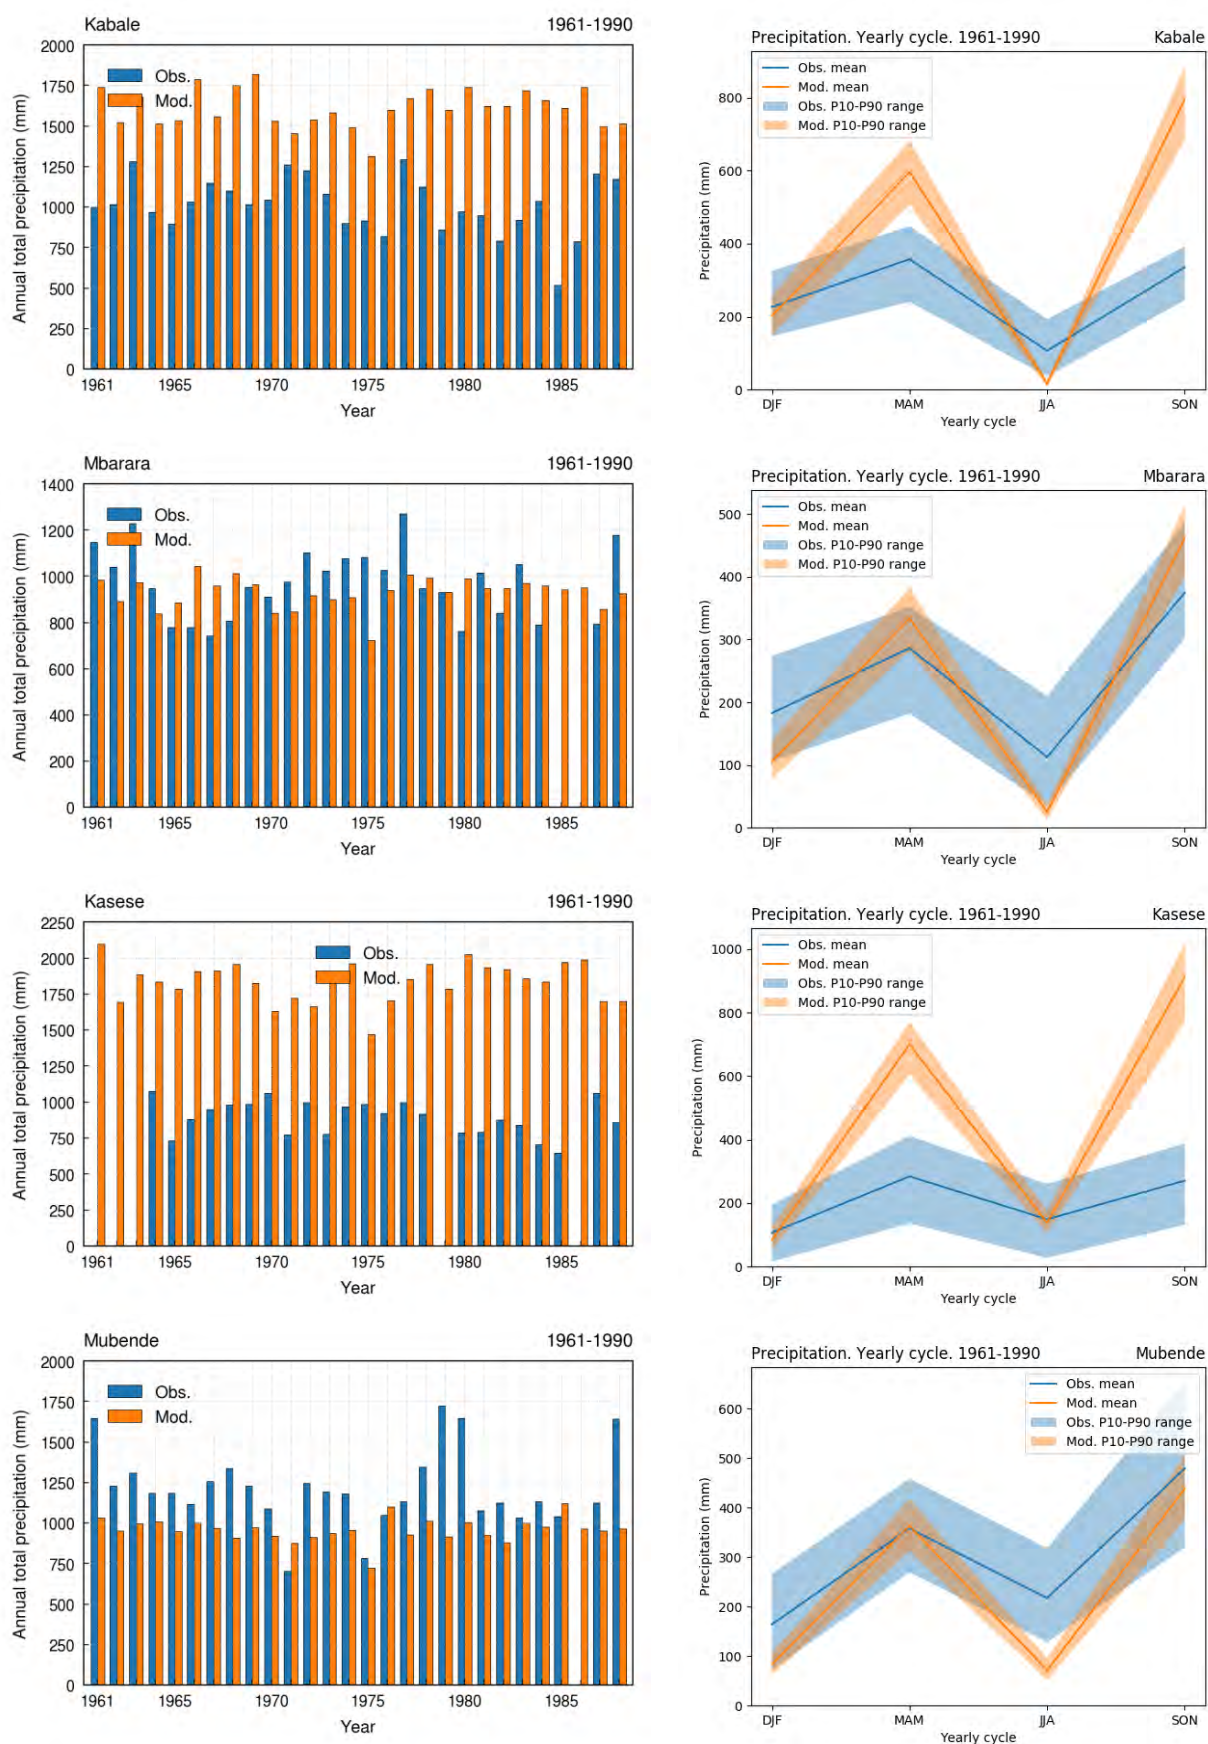 Kabale 1961-1990
Obs.
Mod.
Annual total precipitation (mm)
2000
1750
1500
1250
1000
750
500
250
0
1961 1965 1970 1975 1980 1985
Year
Precipitation. Yearly cycle. 1961-1990 Kabale
Obs. mean
Mod. mean
Obs. P10-P90 range
Mod. P10-P90 range
Precipitation (mm)
800
600
400
200
0
DJF MAM JJA SON
Yearly cycle
Mbarara 1961-1990
Obs.
Mod.
Annual total precipitation (mm)
1400
1200
1000
800
600
400
200
0
1961 1965 1970 1975 1980 1985
Year
Precipitation. Yearly cycle. 1961-1990 Mbarara
Obs. mean
Mod. mean
Obs. P10-P90 range
Mod. P10-P90 range
Precipitation (mm)
500
400
300
200
100
0
DJF MAM JJA SON
Yearly cycle
Kasese 1961-1990
Obs.
Mod.
Annual total precipitation (mm)
2250
2000
1750
1500
1250
1000
750
500
250
0
1961 1965 1970 1975 1980 1985
Year
Precipitation. Yearly cycle. 1961-1990 Kasese
Obs. mean
Mod. mean
Obs. P10-P90 range
Mod. P10-P90 range
Precipitation (mm)
1000
800
600
400
200
0
DJF MAM JJA SON
Yearly cycle
Mubende 1961-1990
Obs.
Mod.
Annual total precipitation (mm)
2000
1750
1500
1250
1000
750
500
250
0
1961 1965 1970 1975 1980 1985
Year
Precipitation. Yearly cycle. 1961-1990 Mubende
Obs. mean
Mod. mean
Obs. P10-P90 range
Mod. P10-P90 range
Precipitation (mm)
600
500
400
300
200
100
0
DJF MAM JJA SON
Yearly cycle